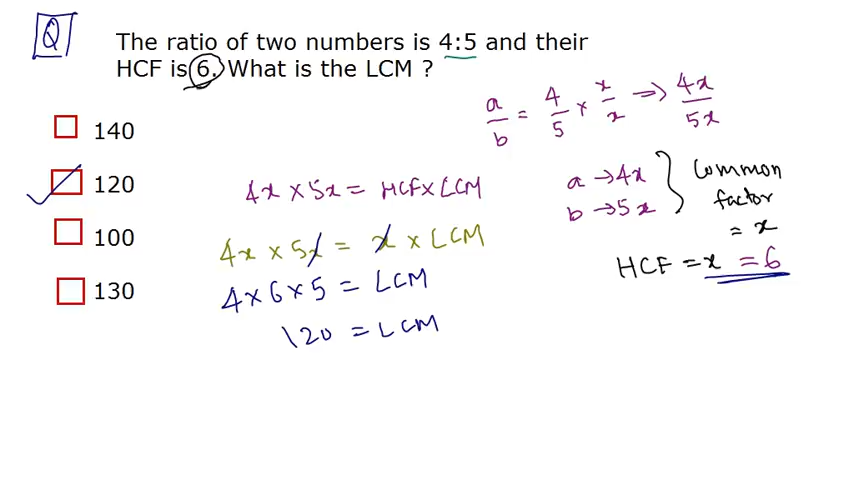 Q
The ratio of two numbers is 4:5 and their
HCF is 6. What is the LCM ?
140
120
100
130
a/b = 4/5 × x/x => 4x/5x
a → 4x
b → 5x
Common
factor
= x
HCF = x = 6
4x × 5x = HCF × LCM
4x × 5x = x × LCM
4 × 6 × 5 = LCM
120 = LCM